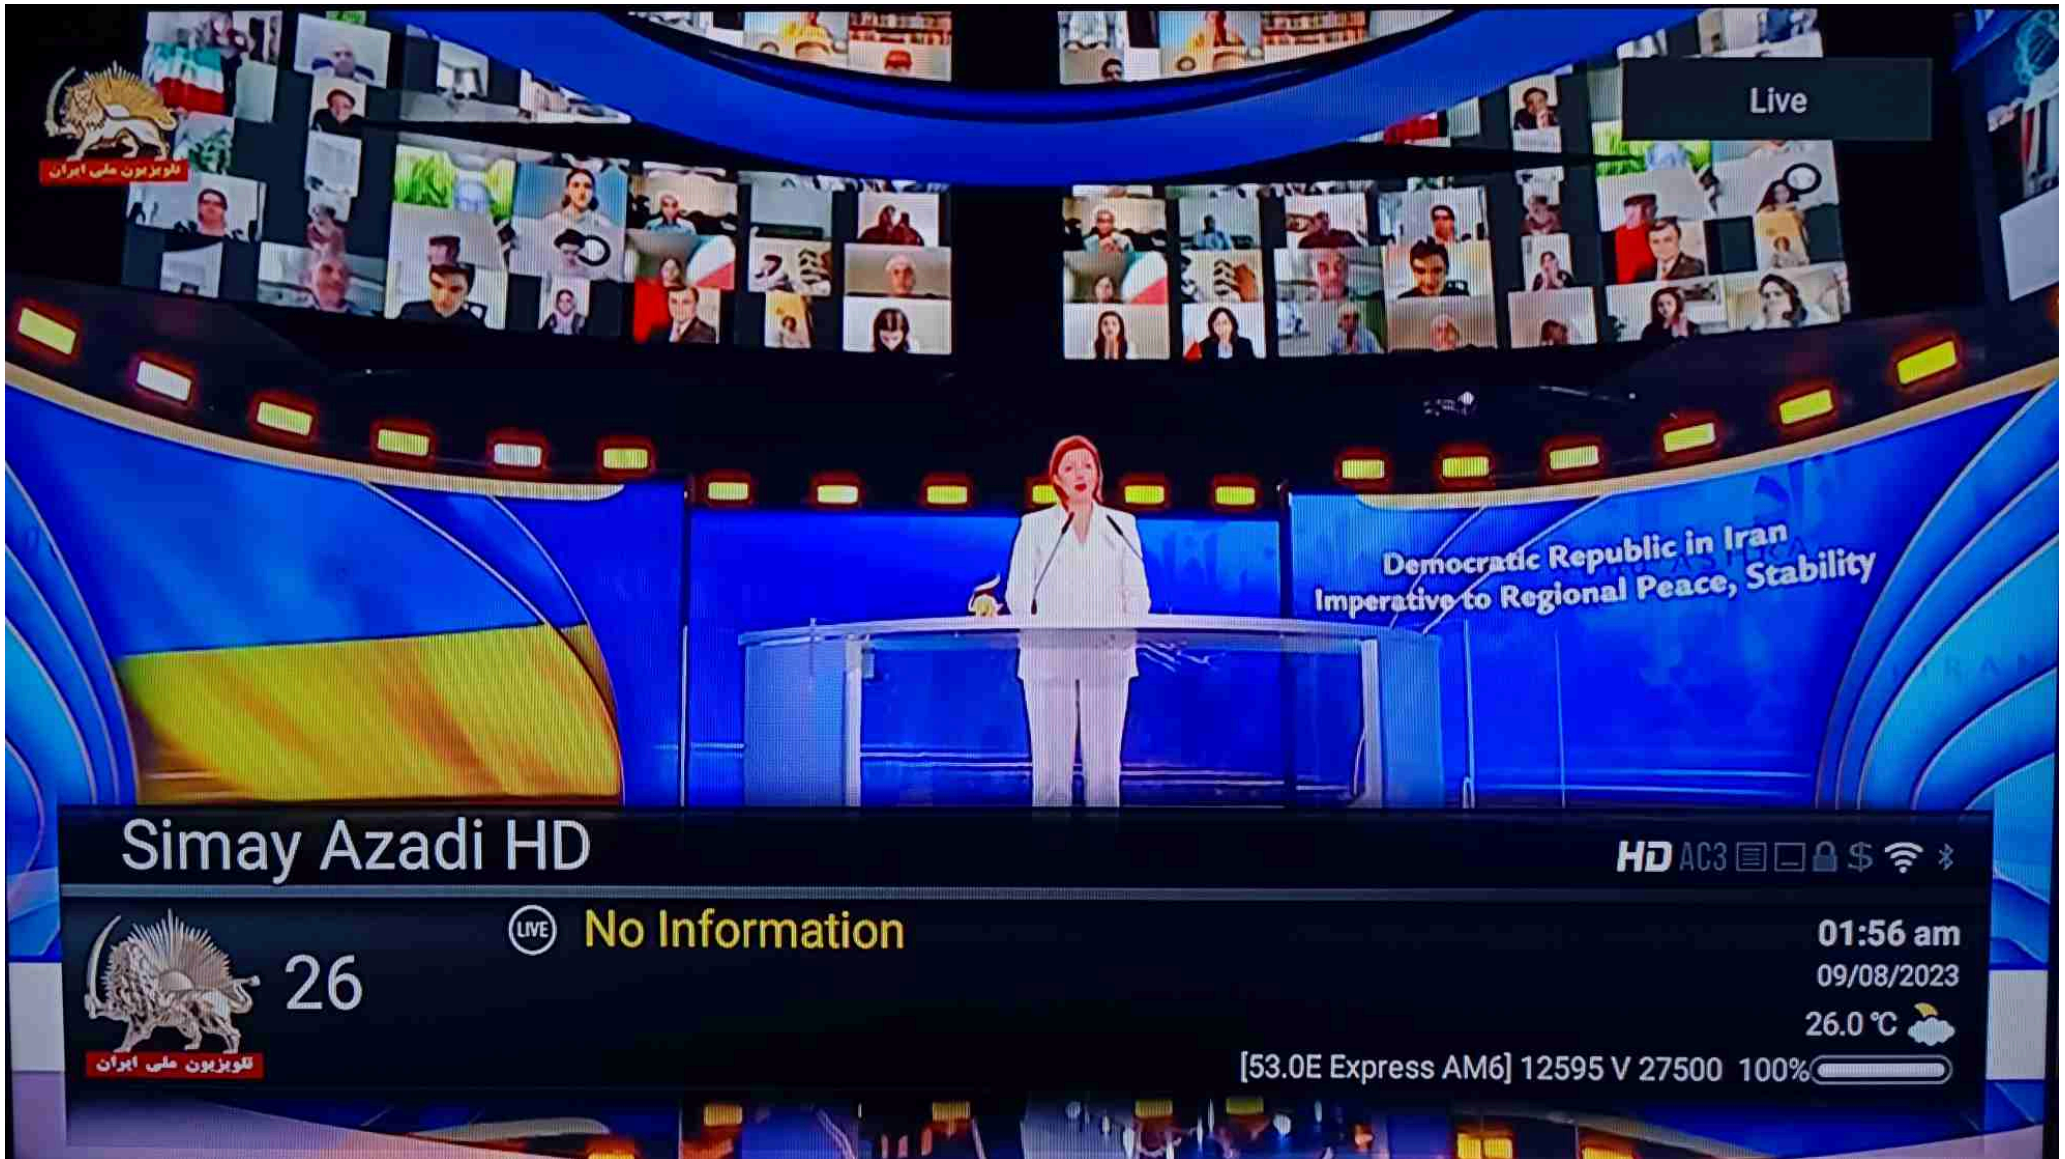 Live
تلویزیون ملی ایران
Democratic Republic in Iran
Imperative to Regional Peace, Stability
Simay Azadi HD
HD AC3 $
LIVE No Information
26
01:56 am
09/08/2023
26.0 °C
تلویزیون ملی ایران
[53.0E Express AM6] 12595 V 27500 100%